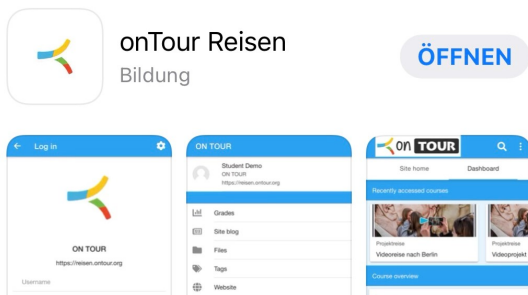 onTour Reisen
Bildung
ÖFFNEN
Log in
ON TOUR
https://reisen.ontour.org
Username
ON TOUR
Student Demo
ON TOUR
https://reisen.ontour.org
Grades
Site blog
Files
Tags
Website
on TOUR
Site home Dashboard
Recently accessed courses
Projektreise
Videoreise nach Berlin
Projektreise
Videoprojekt
Course overview